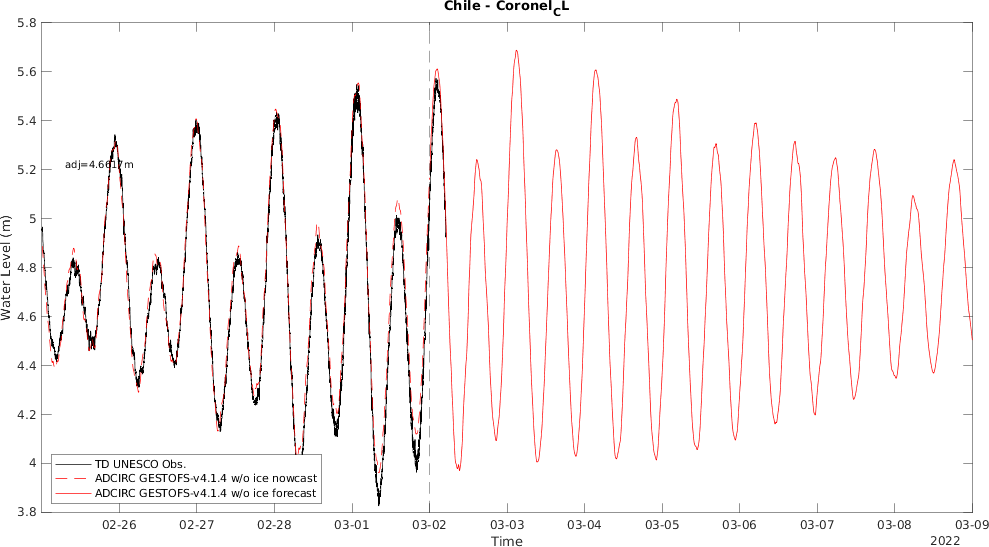 Chile - Coronel_CL
5.8
5.6
5.4
5.2
5
4.8
4.6
4.4
4.2
4
3.8
Water Level (m)
adj=4.6617m
TD UNESCO Obs.
ADCIRC GESTOFS-v4.1.4 w/o ice nowcast
ADCIRC GESTOFS-v4.1.4 w/o ice forecast
02-26 02-27 02-28 03-01 03-02 03-03 03-04 03-05 03-06 03-07 03-08 03-09
Time
2022